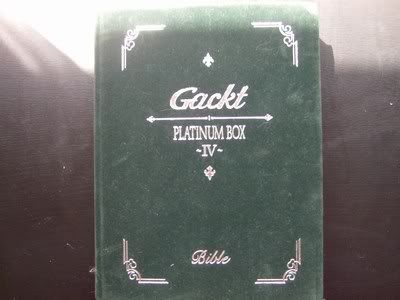 Gackt
PLATINUM BOX
~IV~
Bible